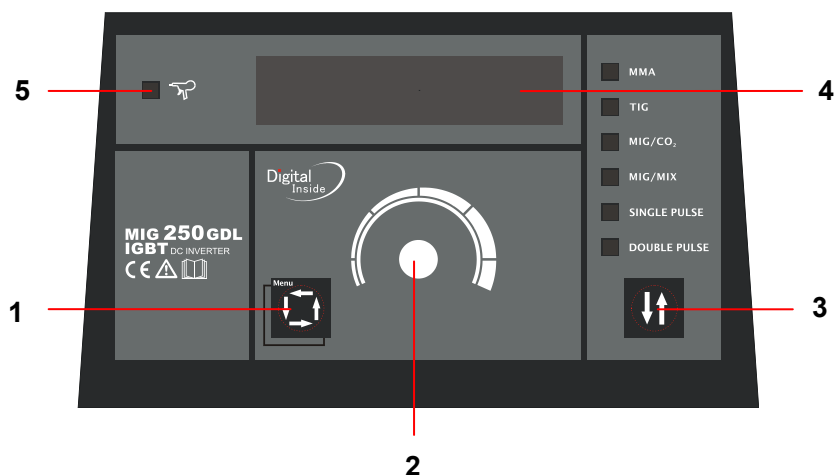 5
4
MMA
TIG
MIG/CO₂
MIG/MIX
SINGLE PULSE
DOUBLE PULSE
Digital
Inside
MIG 250 GDL
IGBT DC INVERTER
CE
Menu
1
3
2